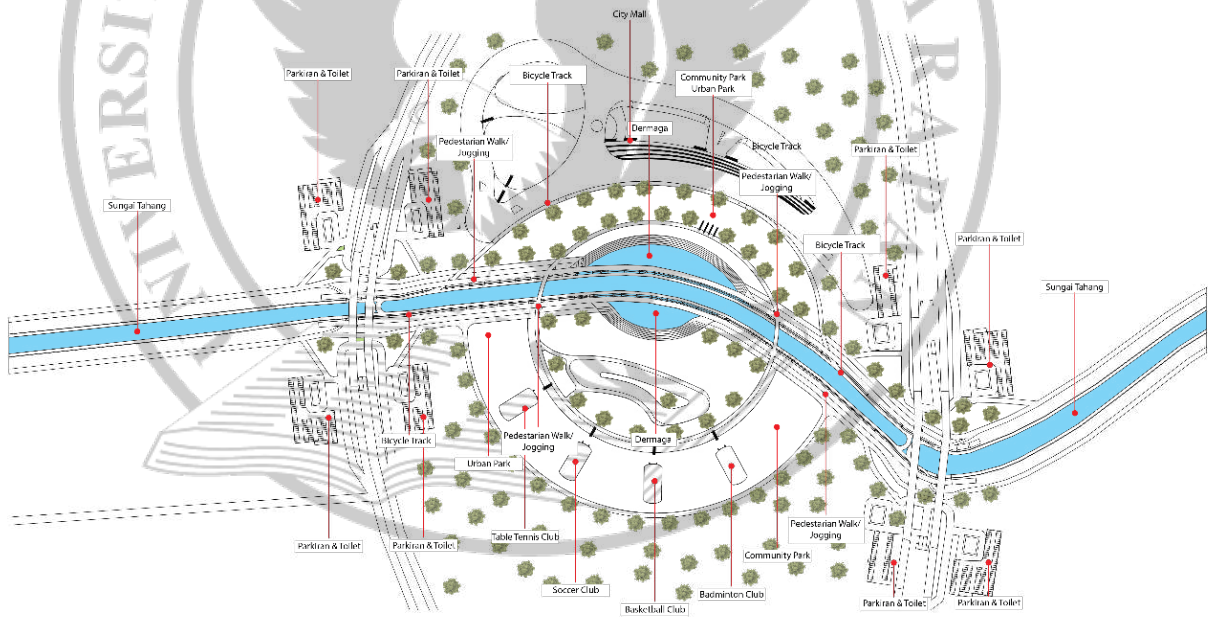 City Mall
Parkiran & Toilet
Parkiran & Toilet
Bicycle Track
Community Park
Urban Park
Dermaga
Pedestarian Walk/
Jogging
Bicycle Track
Parkiran & Toilet
Pedestarian Walk/
Jogging
Sungai Tahang
Bicycle Track
Parkiran & Toilet
Sungai Tahang
Bicycle Track
Pedestarian Walk/
Jogging
Dermaga
Urban Park
Pedestarian Walk/
Jogging
Table Tennis Club
Parkiran & Toilet
Parkiran & Toilet
Community Park
Soccer Club
Badminton Club
Basketball Club
Parkiran & Toilet
Parkiran & Toilet